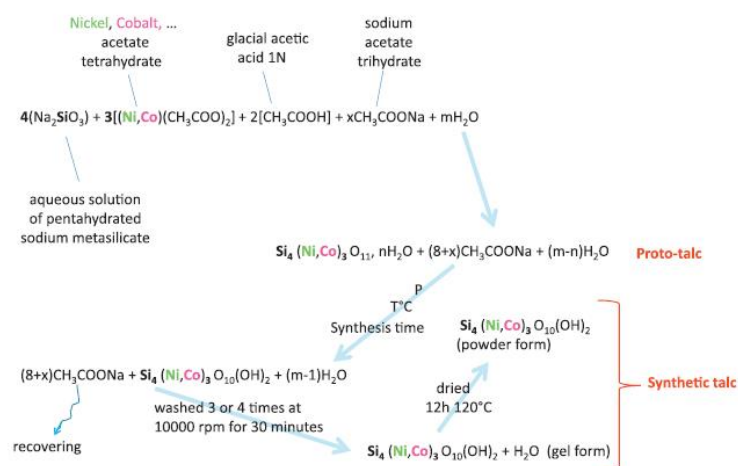 Nickel, Cobalt, ...
acetate
tetrahydrate
glacial acetic
acid 1N
sodium
acetate
trihydrate
4(Na₂SiO₃) + 3[(Ni,Co)(CH₃COO)₂] + 2[CH₃COOH] + xCH₃COONa + mH₂O
aqueous solution
of pentahydrated
sodium metasilicate
Si₄ (Ni,Co)₃ O₁₁, nH₂O + (8+x)CH₃COONa + (m-n)H₂O
Proto-talc
P
T°C
Synthesis time
Si₄ (Ni,Co)₃ O₁₀(OH)₂
(powder form)
(8+x)CH₃COONa + Si₄ (Ni,Co)₃ O₁₀(OH)₂ + (m-1)H₂O
Synthetic talc
recovering
washed 3 or 4 times at
10000 rpm for 30 minutes
dried
12h 120°C
Si₄ (Ni,Co)₃ O₁₀(OH)₂ + H₂O (gel form)